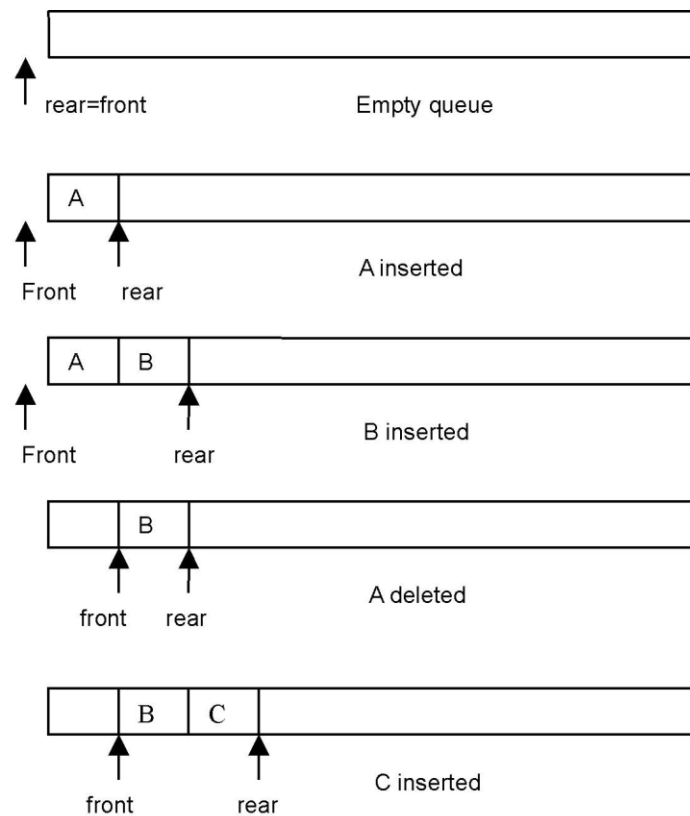 rear=front Empty queue
A
A inserted
Front rear
A B
B inserted
Front rear
B
A deleted
front rear
B C
C inserted
front rear